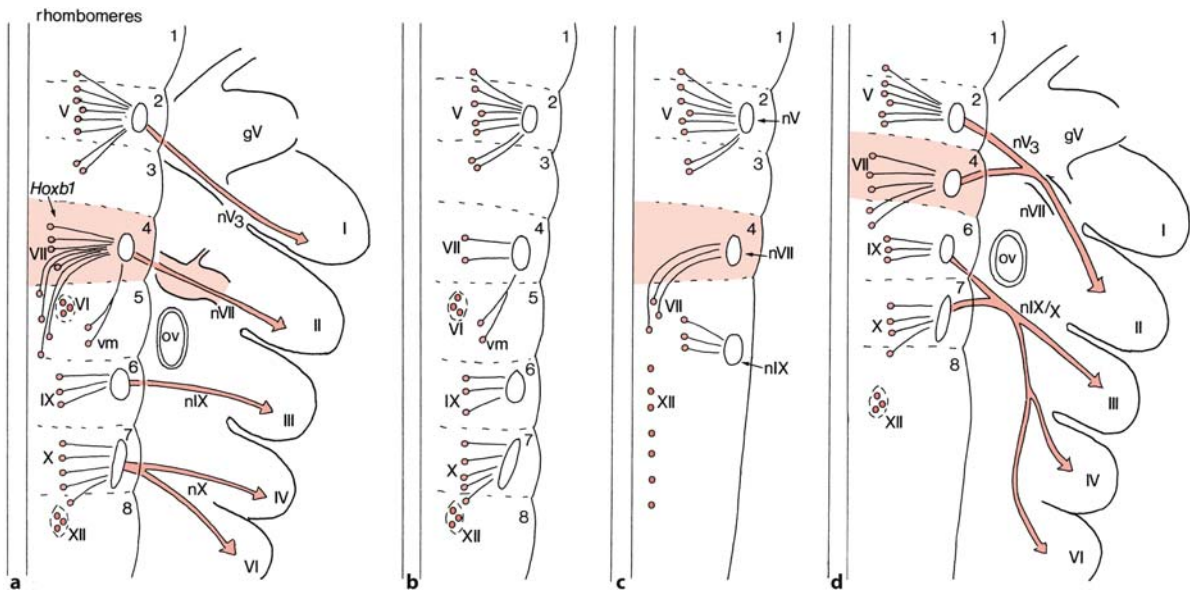 rhombomeres
1
2
V
gV
3
nV3
Hoxb1
4
I
VII
nVII
5
VI
II
vm
ov
6
IX
nIX
III
7
X
nX
IV
8
XII
VI
a
1
2
V
3
4
VII
5
VI
vm
6
IX
7
X
8
XII
b
1
2
V
nV
3
4
nVII
VII
nIX
XII
c
1
2
V
gV
nV3
4
VII
I
nVII
6
IX
ov
7
nIX/X
II
X
8
III
XII
IV
VI
d